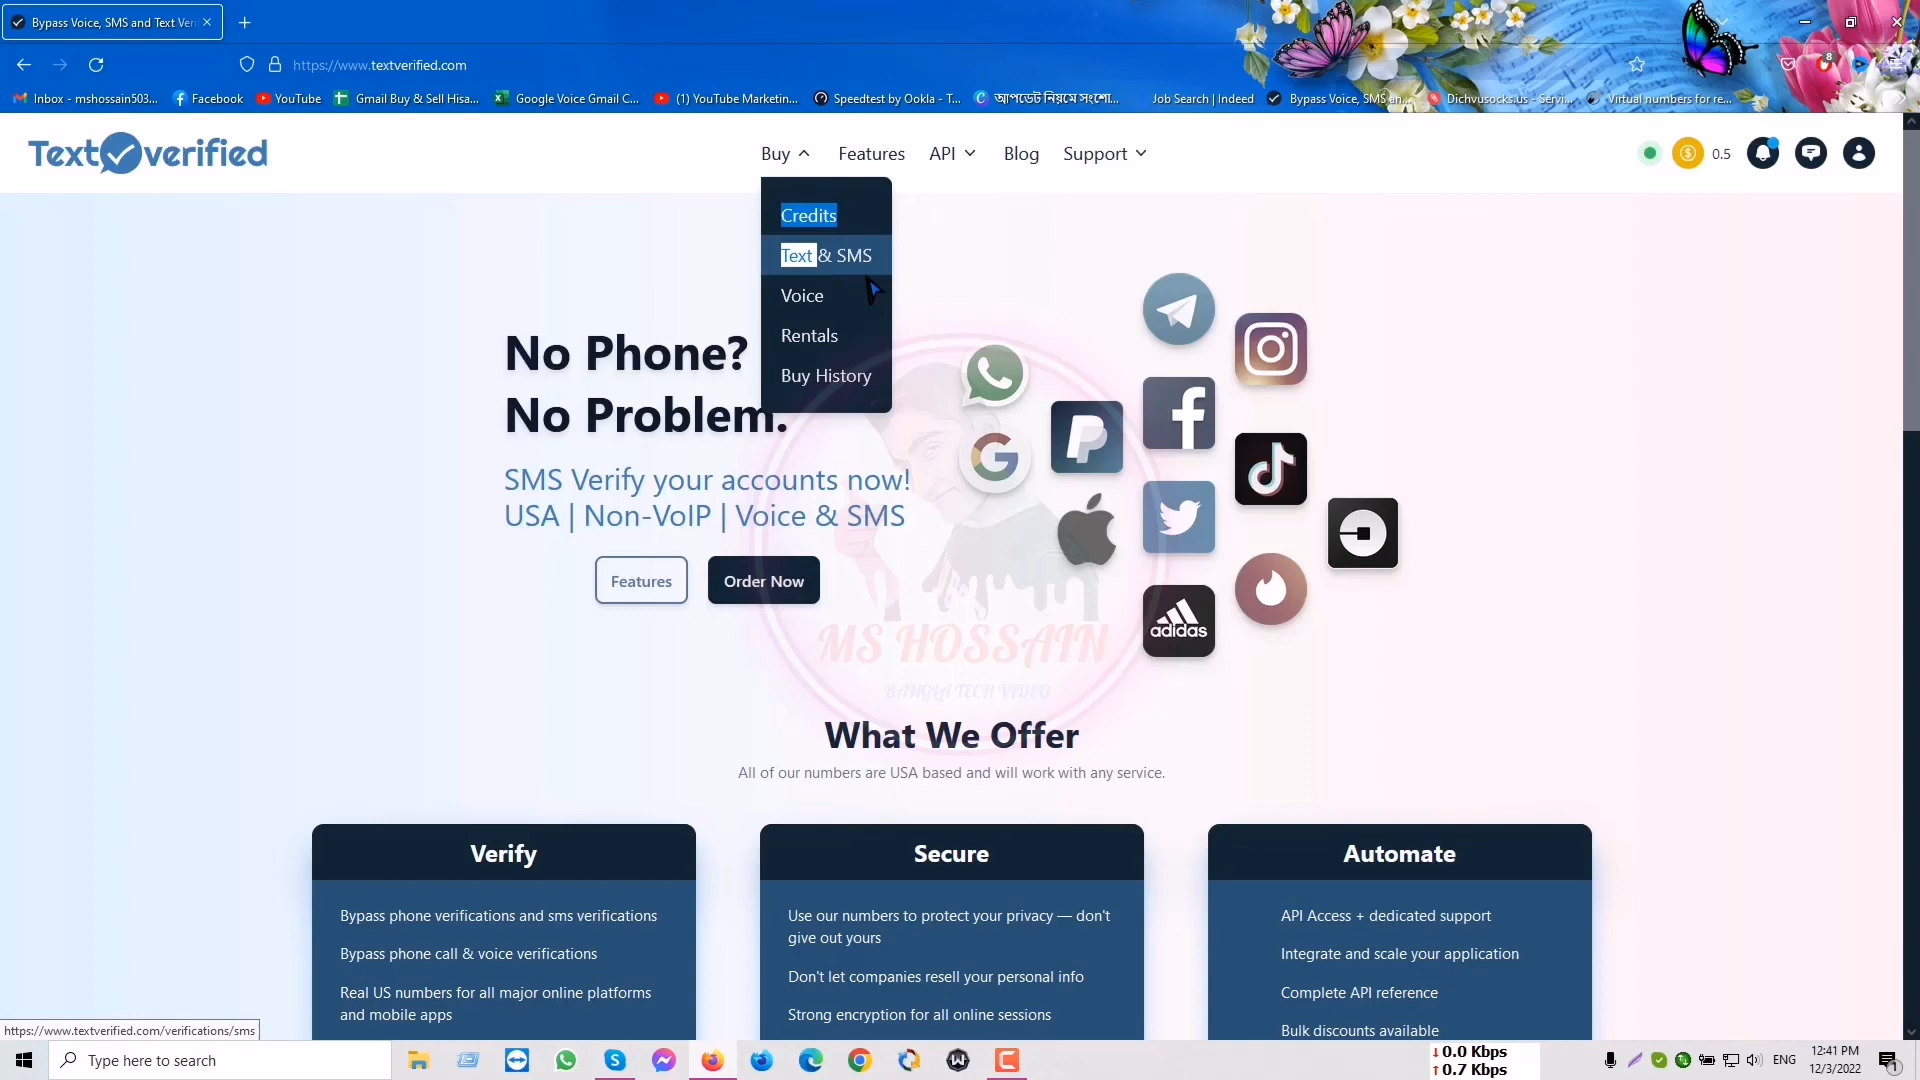 Bypass Voice, SMS and Text Veri
https://www.textverified.com
8
Inbox - mshossain503...
Facebook
YouTube
Gmail Buy & Sell Hisa...
Google Voice Gmail C...
(1) YouTube Marketin...
Speedtest by Ookla - T...
আপডেট নিয়মে সংশো...
Job Search | Indeed
Bypass Voice, SMS an...
Dichvusocks.us - Servi...
Virtual numbers for re...
Text verified
Buy
Features
API
Blog
Support
0.5
Credits
Text & SMS
Voice
Rentals
Buy History
No Phone?
No Problem.
SMS Verify your accounts now!
USA | Non-VoIP | Voice & SMS
Features
Order Now
adidas
MS HOSSAIN
BANGLA TECH VIDEO
What We Offer
All of our numbers are USA based and will work with any service.
Verify
Bypass phone verifications and sms verifications
Bypass phone call & voice verifications
Real US numbers for all major online platforms
and mobile apps
Secure
Use our numbers to protect your privacy — don't
give out yours
Don't let companies resell your personal info
Strong encryption for all online sessions
Automate
API Access + dedicated support
Integrate and scale your application
Complete API reference
Bulk discounts available
https://www.textverified.com/verifications/sms
Type here to search
0.0 Kbps
0.7 Kbps
ENG
12:41 PM
12/3/2022
1